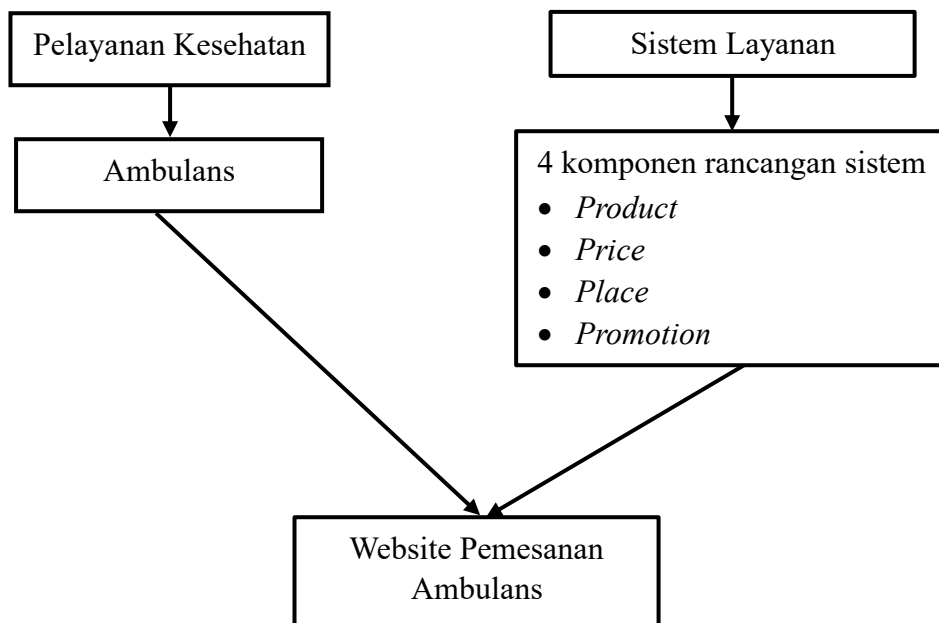 Pelayanan Kesehatan
Sistem Layanan
Ambulans
4 komponen rancangan sistem
• Product
• Price
• Place
• Promotion
Website Pemesanan
Ambulans